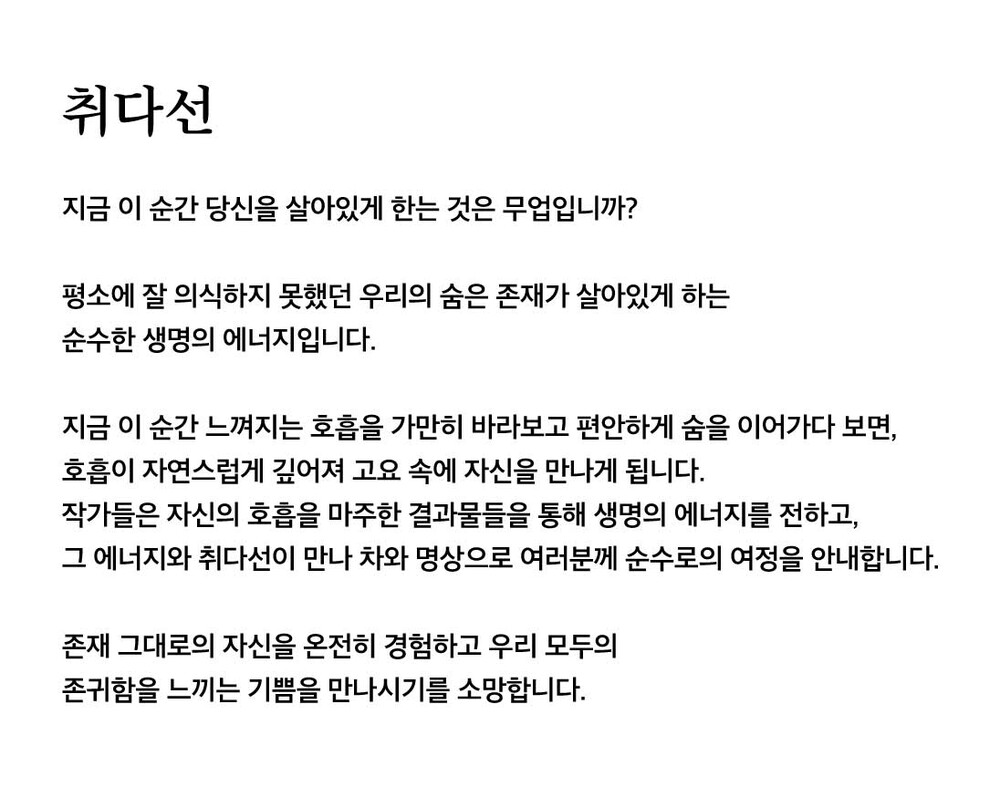 취다선
지금 이 순간 당신을 살아있게 한는 것은 무업입니까?
평소에 잘 의식하지 못했던 우리의 숨은 존재가 살아있게 하는
순수한 생명의 에너지입니다.
지금 이 순간 느껴지는 호흡을 가만히 바라보고 편안하게 숨을 이어가다 보면,
호흡이 자연스럽게 깊어져 고요 속에 자신을 만나게 됩니다.
작가들은 자신의 호흡을 마주한 결과물들을 통해 생명의 에너지를 전하고,
그 에너지와 취다선이 만나 차와 명상으로 여러분께 순수로의 여정을 안내합니다.
존재 그대로의 자신을 온전히 경험하고 우리 모두의
존귀함을 느끼는 기쁨을 만나시기를 소망합니다.